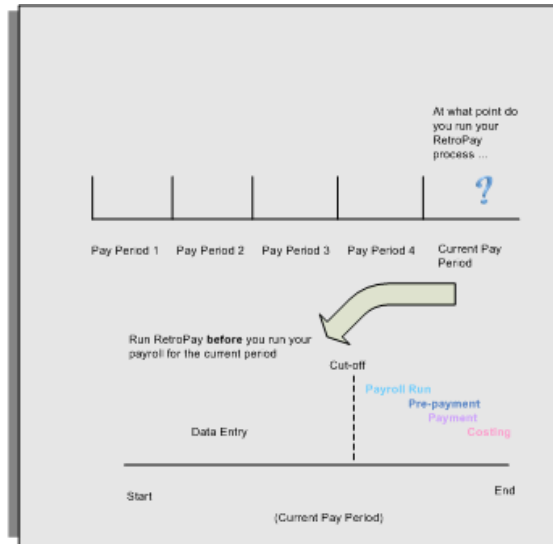 At what point do
you run your
RetroPay
process ...
?
Pay Period 1 Pay Period 2 Pay Period 3 Pay Period 4 Current Pay
Period
Run RetroPay before you run your
payroll for the current period
Cut-off
Payroll Run
Pre-payment
Payment
Costing
Data Entry
Start
End
(Current Pay Period)